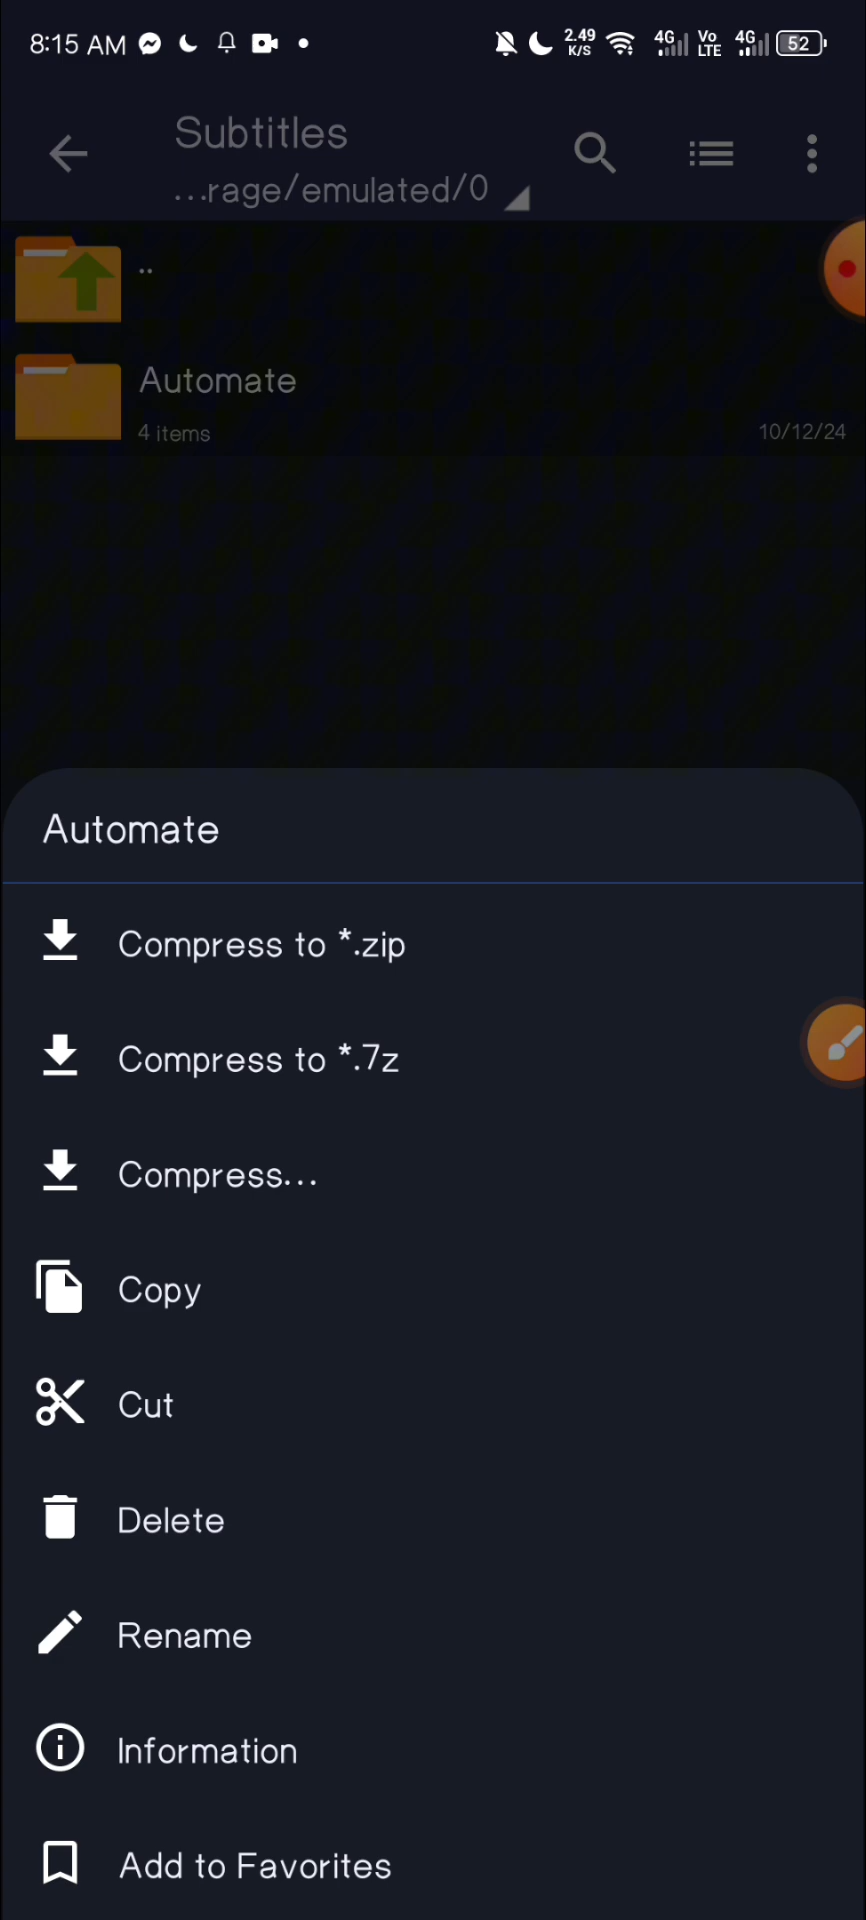 8:15 AM 2.49 K/S 4G Vo LTE 4G 52
Subtitles
...rage/emulated/0
..
Automate
4 items 10/12/24
Automate
Compress to *.zip
Compress to *.7z
Compress...
Copy
Cut
Delete
Rename
Information
Add to Favorites